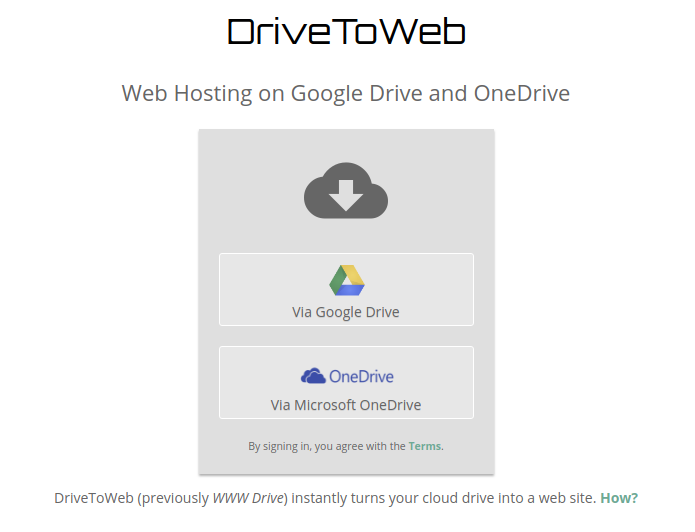 DriveToWeb
Web Hosting on Google Drive and OneDrive
Via Google Drive
OneDrive
Via Microsoft OneDrive
By signing in, you agree with the Terms.
DriveToWeb (previously WWW Drive) instantly turns your cloud drive into a web site. How?